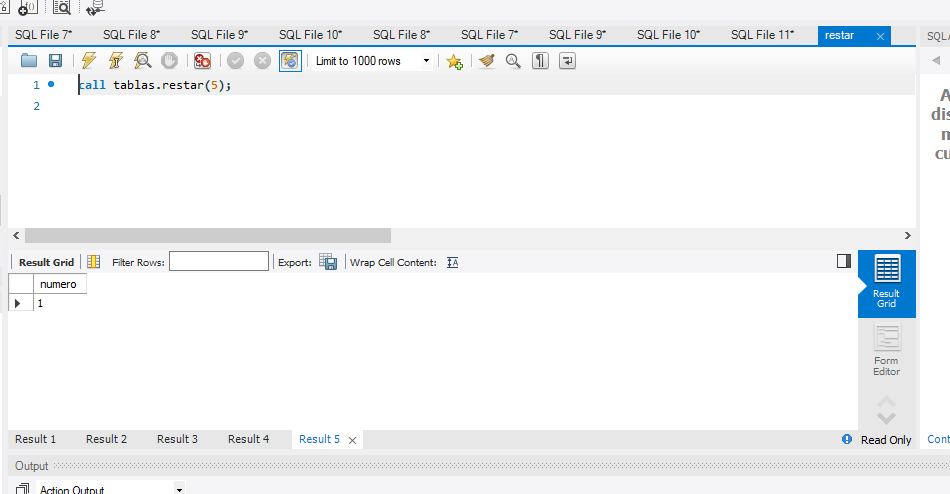 SQL File 7* SQL File 8* SQL File 9* SQL File 10* SQL File 8* SQL File 7* SQL File 9* SQL File 10* SQL File 11* restar
Limit to 1000 rows
1 call tablas.restar(5);
2
Result Grid Filter Rows: Export: Wrap Cell Content:
numero
1
Result
Grid
Form
Editor
Result 1 Result 2 Result 3 Result 4 Result 5 Read Only
Output
Action Output